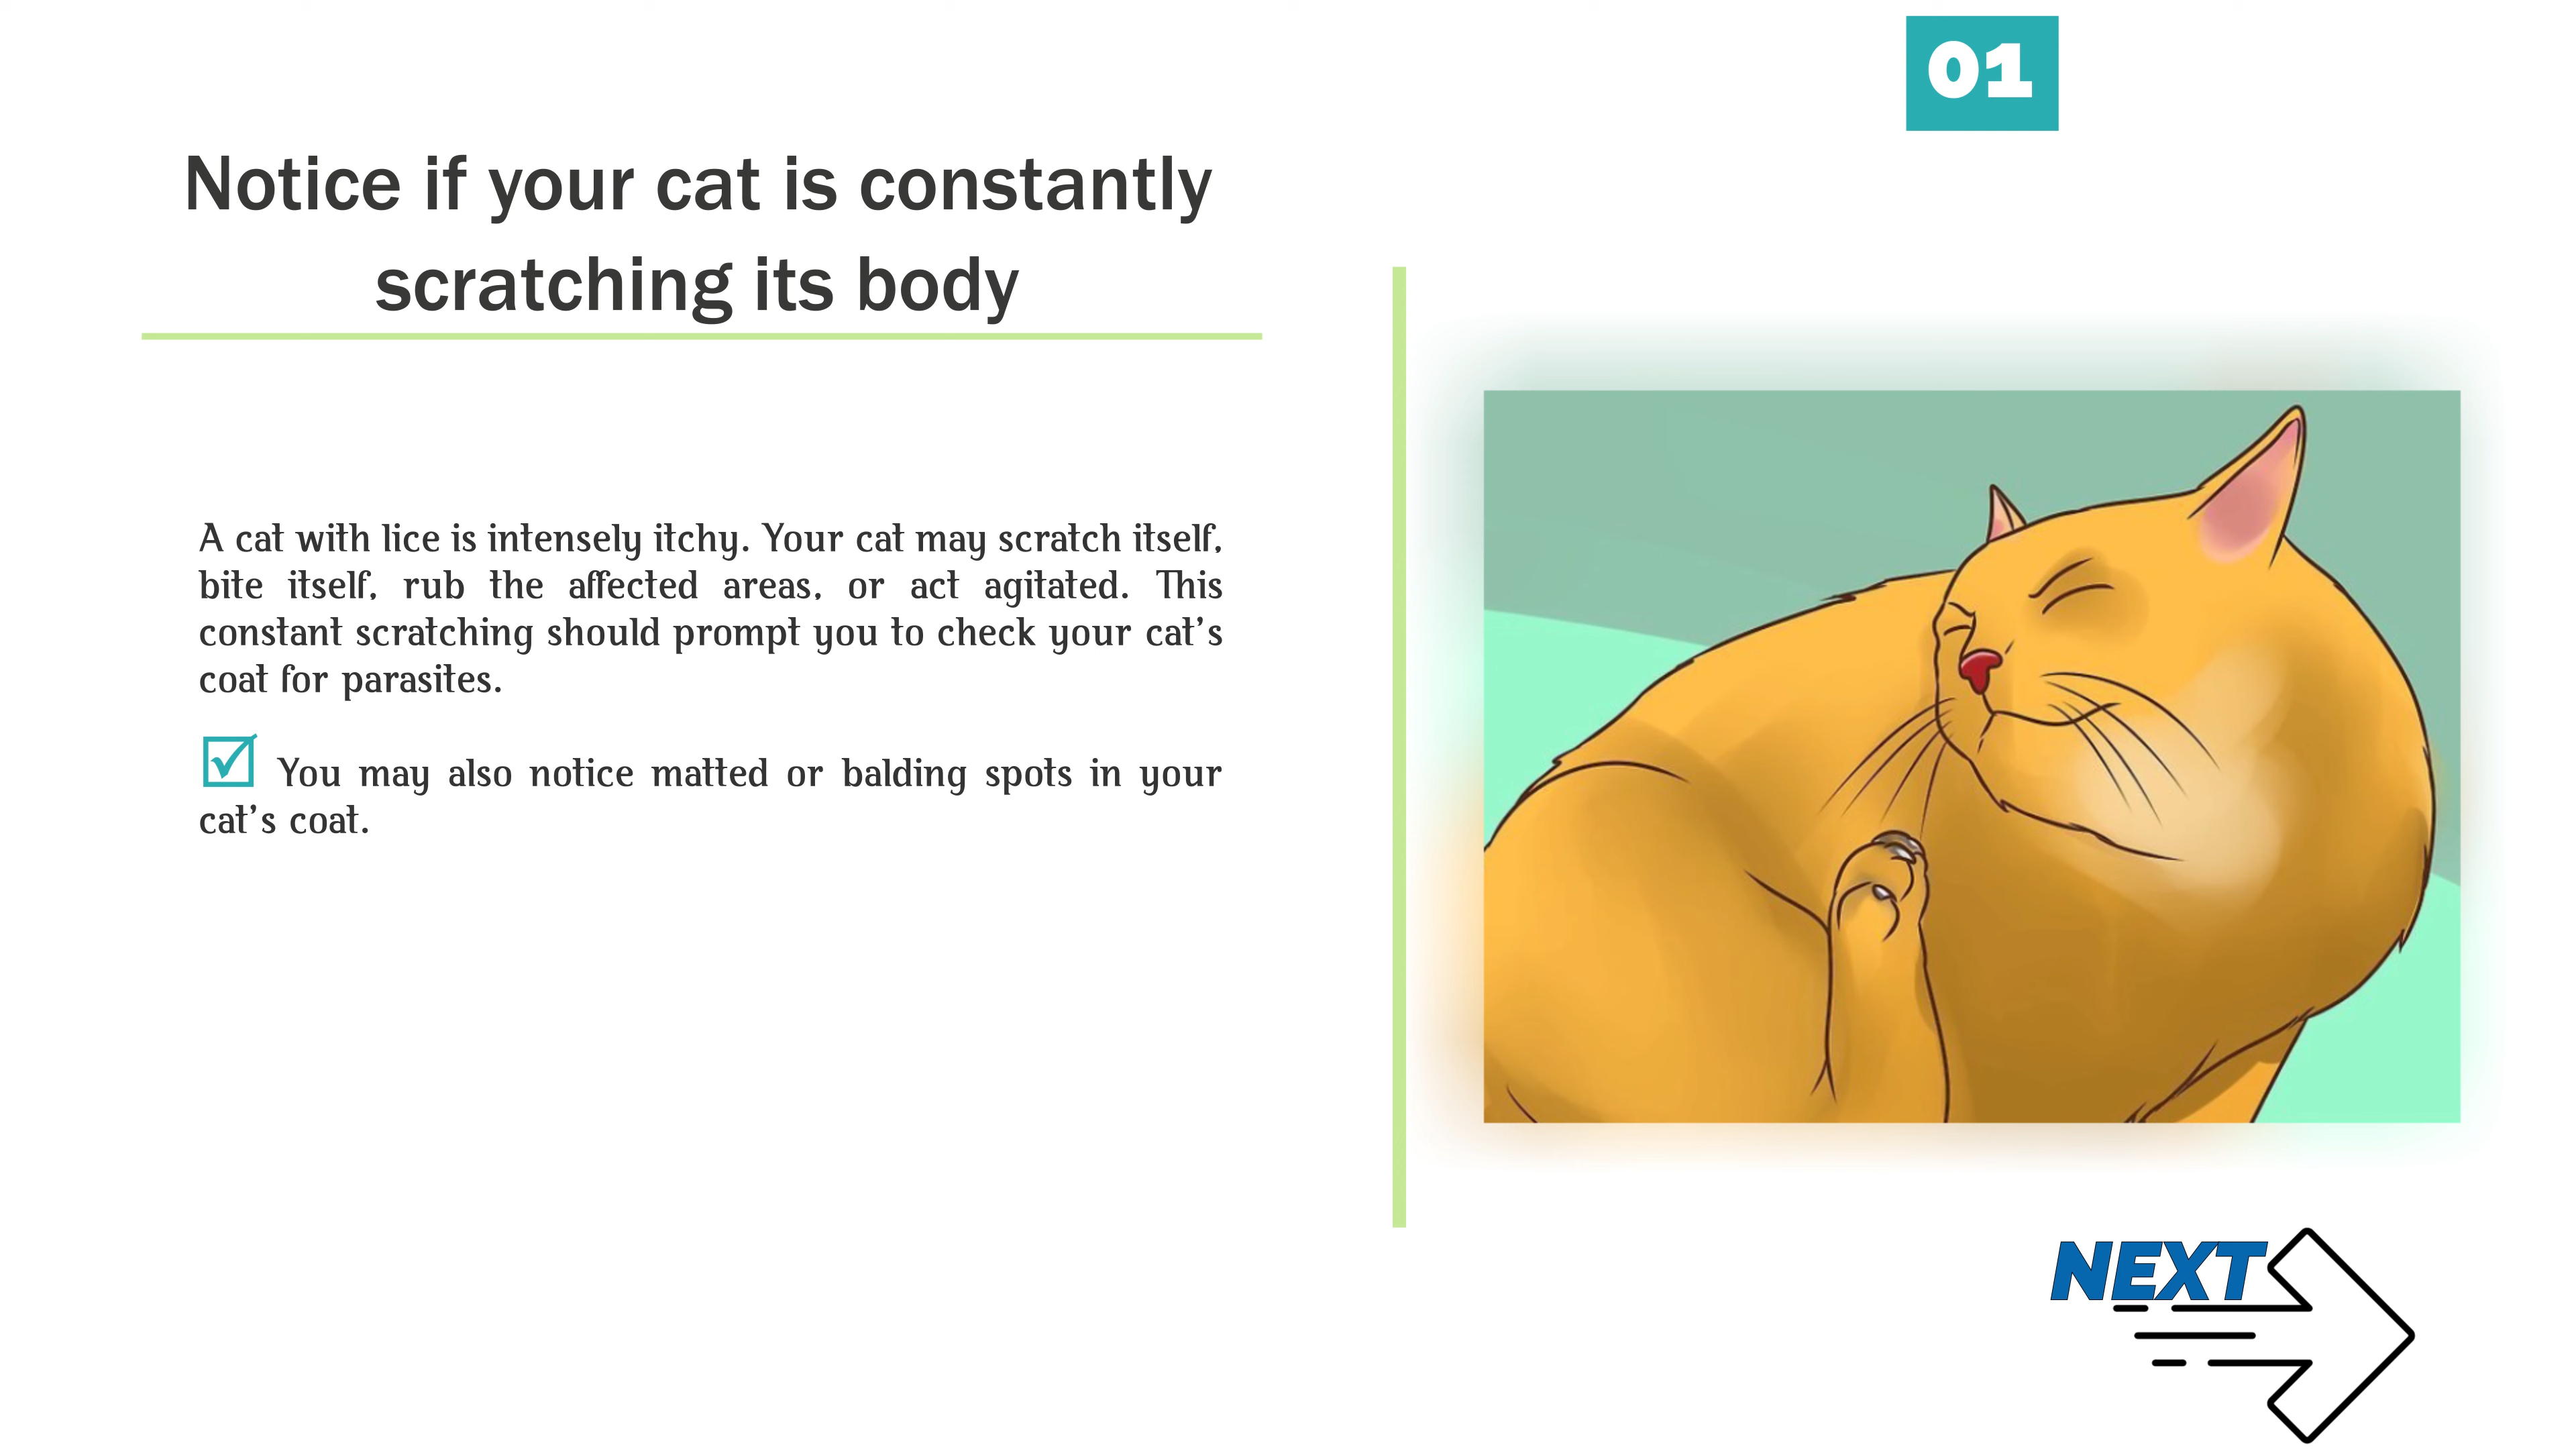 01
Notice if your cat is constantly
scratching its body
A cat with lice is intensely itchy. Your cat may scratch itself,
bite itself, rub the affected areas, or act agitated. This
constant scratching should prompt you to check your cat's
coat for parasites.
You may also notice matted or balding spots in your
cat's coat.
NEXT